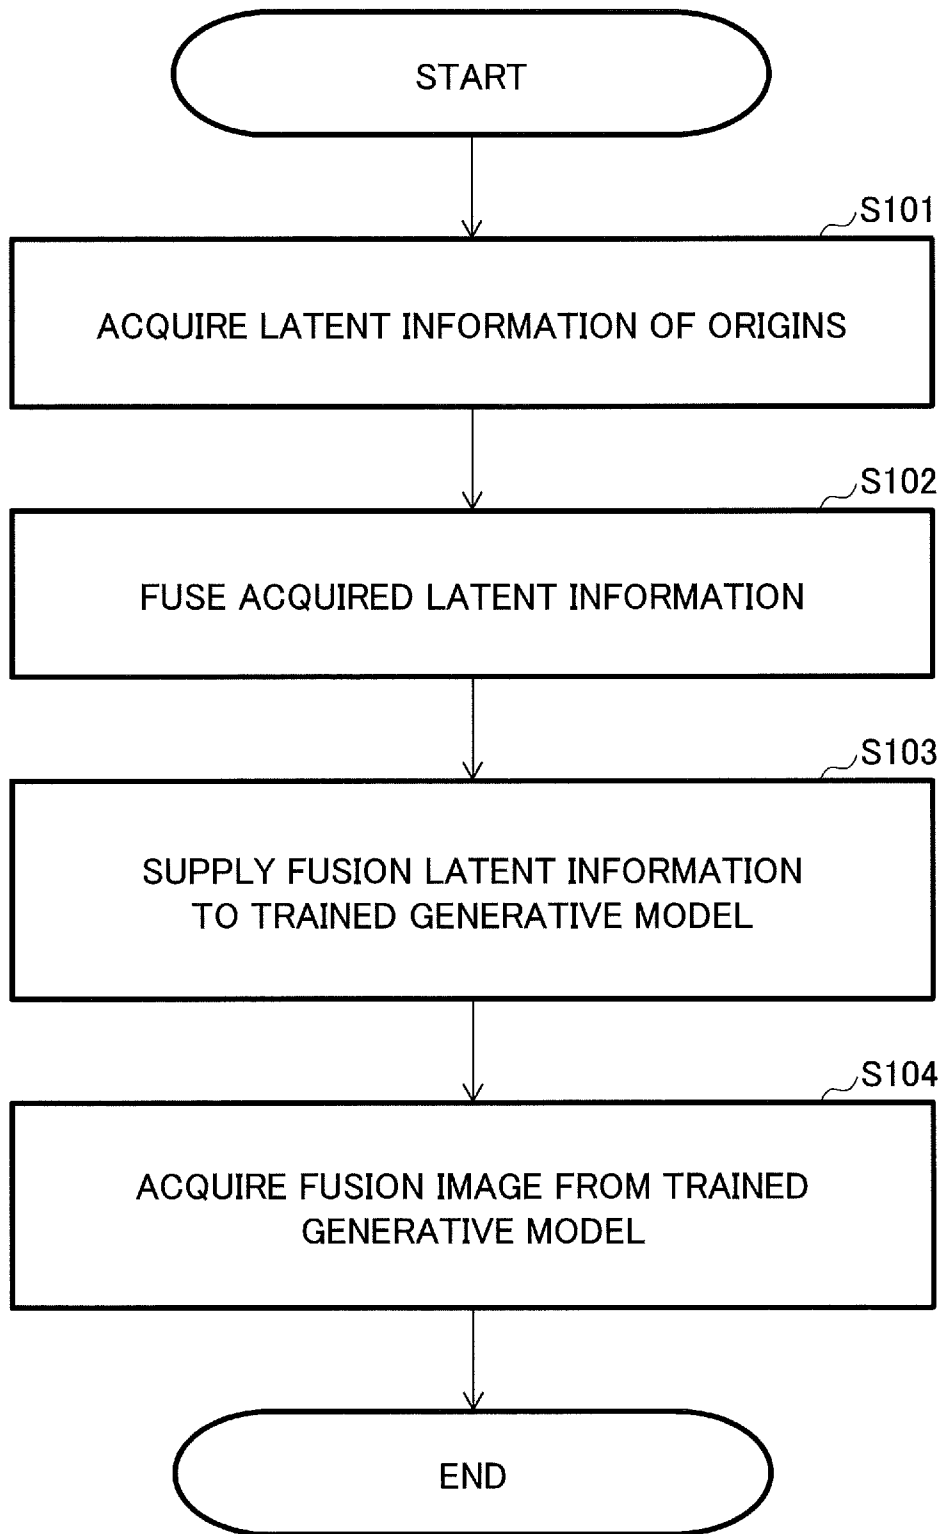 START
S101
ACQUIRE LATENT INFORMATION OF ORIGINS
S102
FUSE ACQUIRED LATENT INFORMATION
S103
SUPPLY FUSION LATENT INFORMATION
TO TRAINED GENERATIVE MODEL
S104
ACQUIRE FUSION IMAGE FROM TRAINED
GENERATIVE MODEL
END